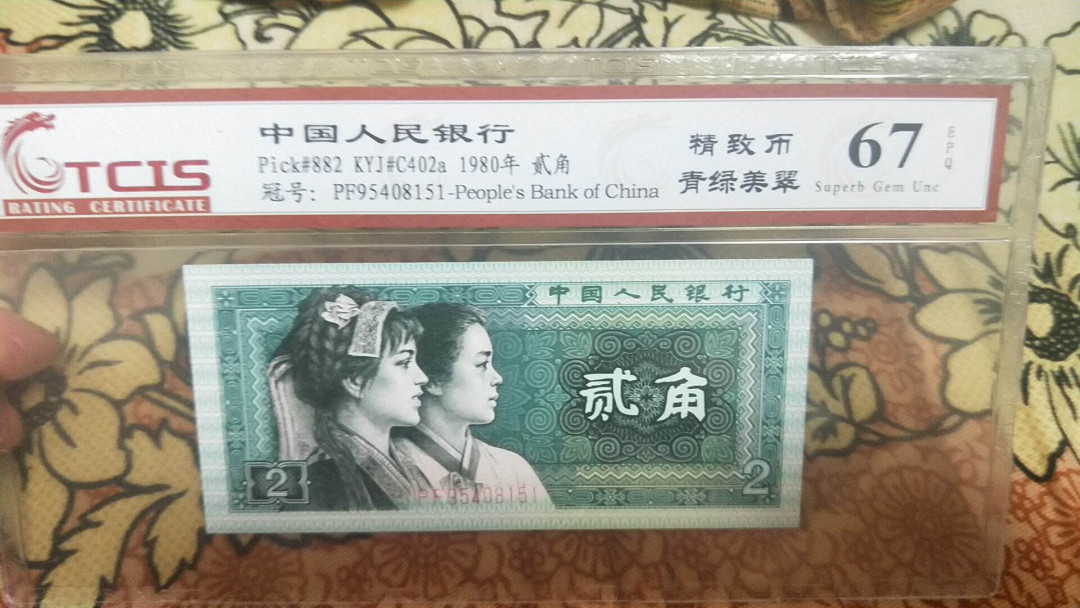 TCIS
RATING CERTIFICATE
中国人民银行
Pick#882 KYJ#C402a 1980年 贰角
冠号: PF95408151-People's Bank of China
精致币
青绿美翠
67
EPQ
Superb Gem Unc
中国人民银行
贰角
2
2
PF95408151